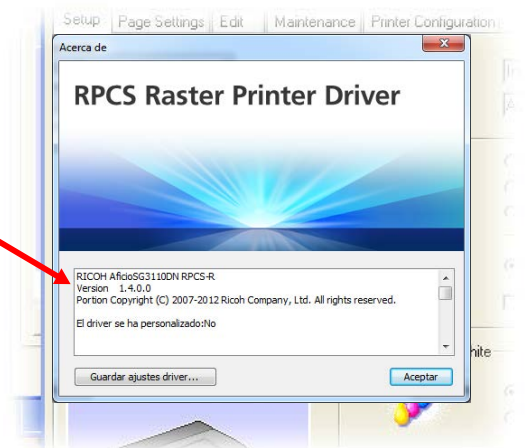 Setup Page Settings Edit Maintenance Printer Configuration
Acerca de
RPCS Raster Printer Driver
RICOH AficioSG3110DN RPCS-R
Version 1.4.0.0
Portion Copyright (C) 2007-2012 Ricoh Company, Ltd. All rights reserved.
El driver se ha personalizado:No
Guardar ajustes driver...
Aceptar